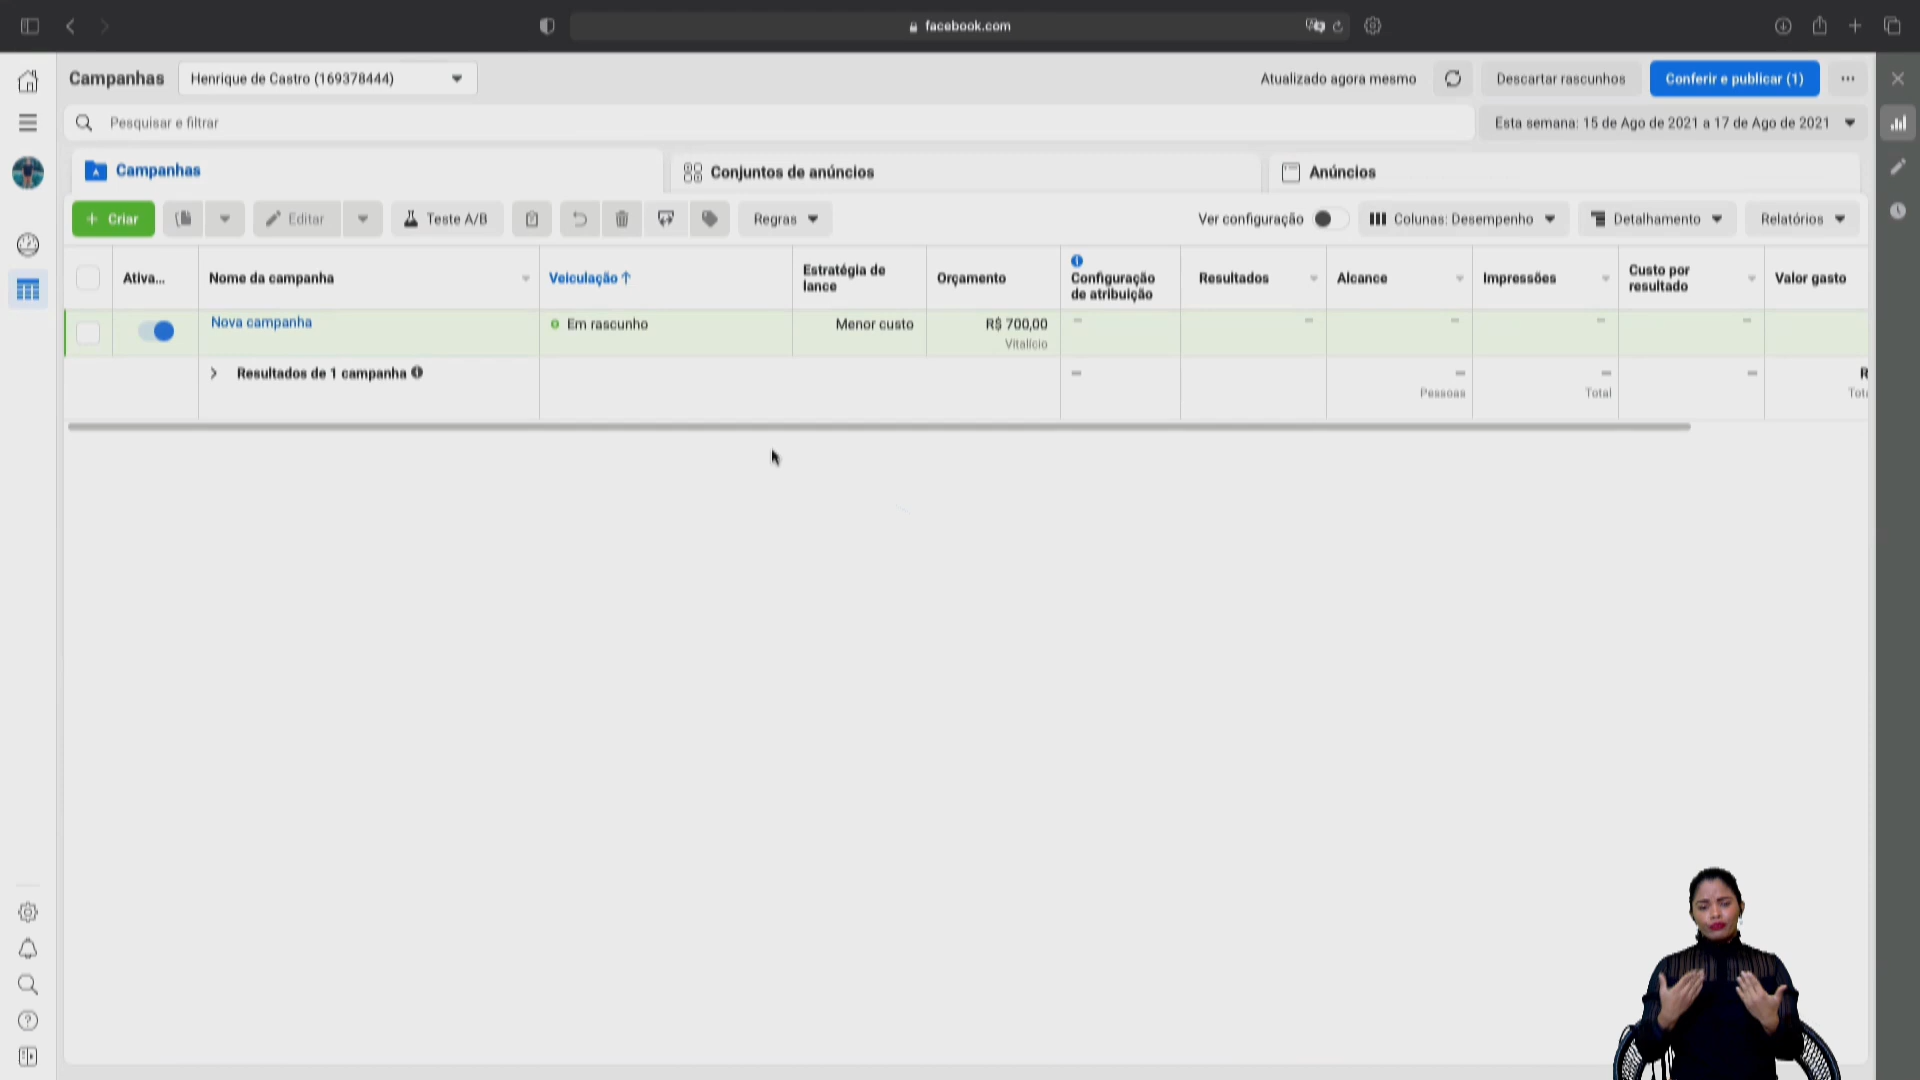 facebook.com
Campanhas
Henrique de Castro (169378444)
Atualizado agora mesmo
Descartar rascunhos
Conferir e publicar (1)
Pesquisar e filtrar
Esta semana: 15 de Ago de 2021 a 17 de Ago de 2021
Campanhas
Conjuntos de anúncios
Anúncios
+ Criar
Editar
Teste A/B
Regras
Ver configuração
Colunas: Desempenho
Detalhamento
Relatórios
Ativa...
Nome da campanha
Veiculação ↑
Estratégia de
lance
Orçamento
Configuração
de atribuição
Resultados
Alcance
Impressões
Custo por
resultado
Valor gasto
Nova campanha
Em rascunho
Menor custo
R$ 700,00
Vitalício
–
–
–
–
–
Resultados de 1 campanha
–
–
Pessoas
–
Total
–
R
Tot